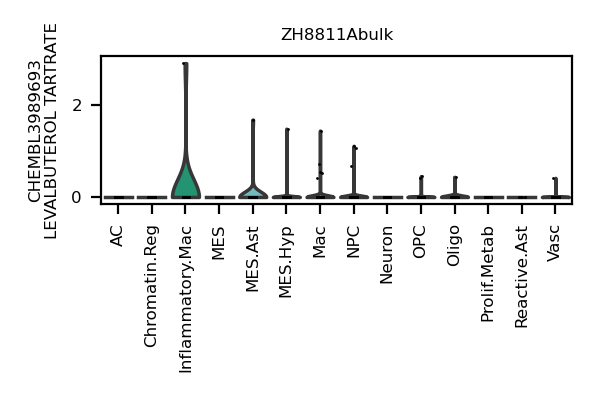 ZH8811Abulk
CHEMBL3989693
LEVALBUTEROL TARTRATE
2
0
AC
Chromatin.Reg
Inflammatory.Mac
MES
MES.Ast
MES.Hyp
Mac
NPC
Neuron
OPC
Oligo
Prolif.Metab
Reactive.Ast
Vasc